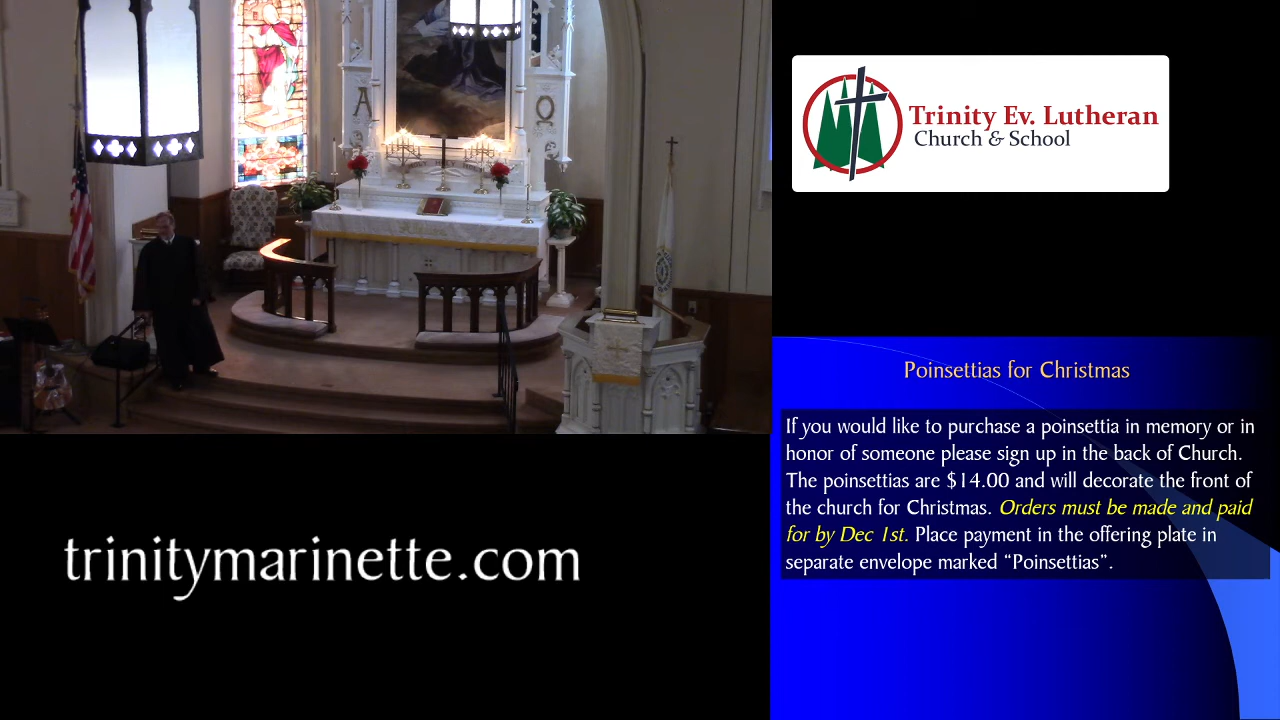 Α
Ω
Trinity Ev. Lutheran
Church & School
Poinsettias for Christmas
If you would like to purchase a poinsettia in memory or in
honor of someone please sign up in the back of Church.
The poinsettias are $14.00 and will decorate the front of
the church for Christmas. Orders must be made and paid
for by Dec 1st. Place payment in the offering plate in
separate envelope marked “Poinsettias”.
trinitymarinette.com